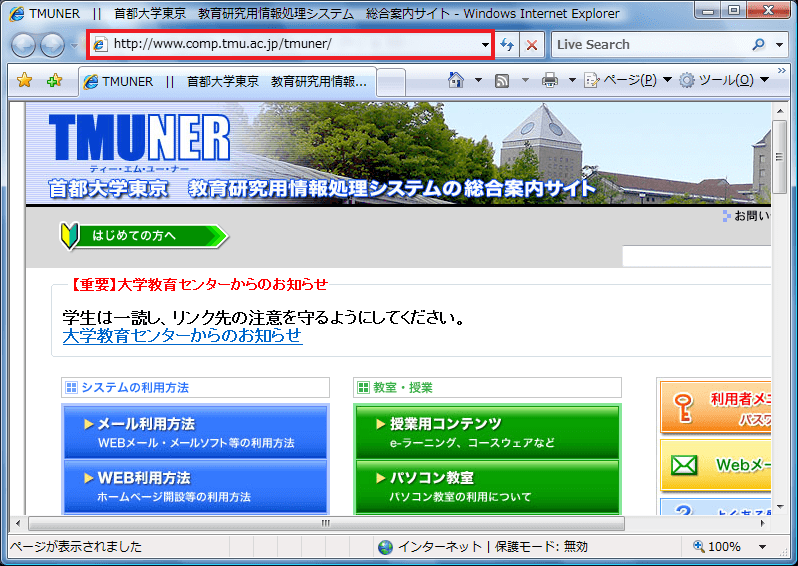 TMUNER || 首都大学東京 教育研究用情報処理システム 総合案内サイト - Windows Internet Explorer
http://www.comp.tmu.ac.jp/tmuner/
Live Search
TMUNER || 首都大学東京 教育研究用情報...
ページ(P)
ツール(O)
TMUNER
ティー・エム・ユー・ナー
首都大学東京 教育研究用情報処理システムの総合案内サイト
お問い
はじめての方へ
【重要】大学教育センターからのお知らせ
学生は一読し、リンク先の注意を守るようにしてください。
大学教育センターからのお知らせ
システムの利用方法
教室・授業
メール利用方法
WEBメール・メールソフト等の利用方法
授業用コンテンツ
e-ラーニング、コースウェアなど
利用者メニ
パスワ
WEB利用方法
ホームページ開設等の利用方法
パソコン教室
パソコン教室の利用について
Webメー
よくある
ページが表示されました
インターネット | 保護モード: 無効
100%